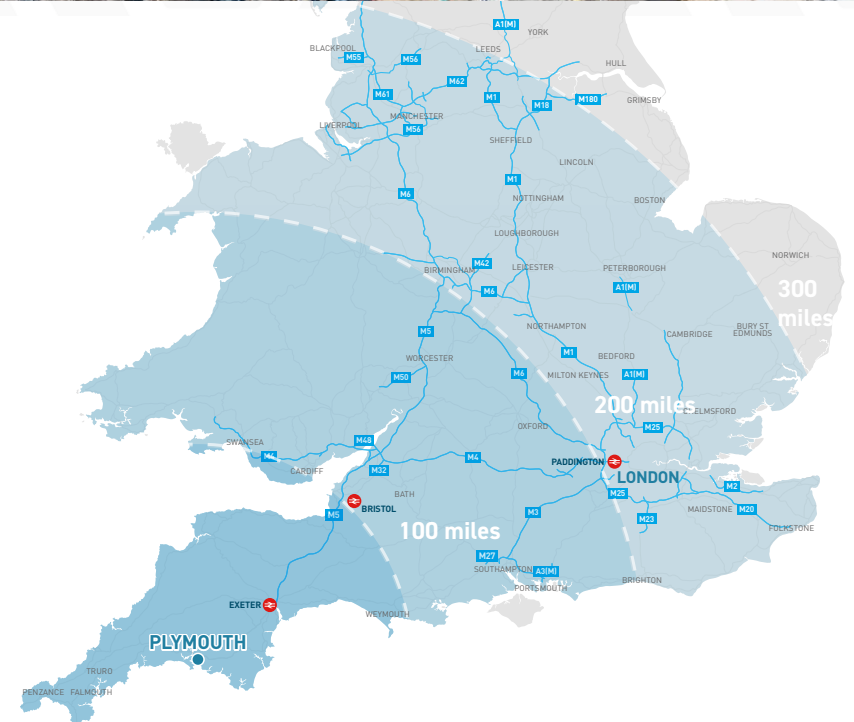 A1(M)
YORK
BLACKPOOL
LEEDS
M55
M56
HULL
M62
M61
M1
M18
M180
GRIMSBY
MANCHESTER
LIVERPOOL
M56
SHEFFIELD
LINCOLN
M1
M6
NOTTINGHAM
BOSTON
LOUGHBOROUGH
NORWICH
M42
BIRMINGHAM
LEICESTER
PETERBOROUGH
A1(M)
M6
300
miles
NORTHAMPTON
CAMBRIDGE
BURY ST
EDMUNDS
M5
M1
BEDFORD
WORCESTER
M50
M6
MILTON KEYNES
A1(M)
200 miles
CHELMSFORD
OXFORD
M25
SWANSEA
M48
M4
M4
PADDINGTON
CARDIFF
M32
LONDON
M2
BATH
M25
BRISTOL
M5
M3
M23
MAIDSTONE
M20
100 miles
FOLKSTONE
M27
SOUTHAMPTON
A3(M)
PORTSMOUTH
BRIGHTON
EXETER
WEYMOUTH
PLYMOUTH
TRURO
PENZANCE
FALMOUTH